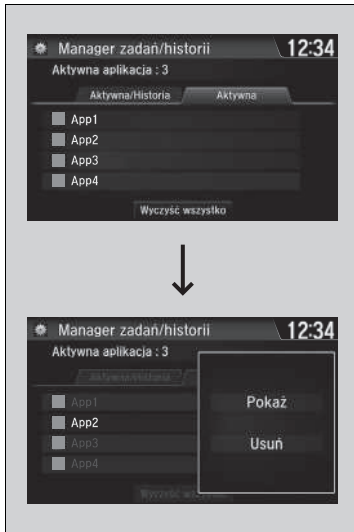 Manager zadań/historii 12:34
Aktywna aplikacja : 3
Aktywna/Historia Aktywna
App1
App2
App3
App4
Wyczyść wszystko
Manager zadań/historii 12:34
Aktywna aplikacja : 3
Aktywna/Historia
App1
App2
App3
App4
Pokaż
Usuń
Wyczyść wszystko